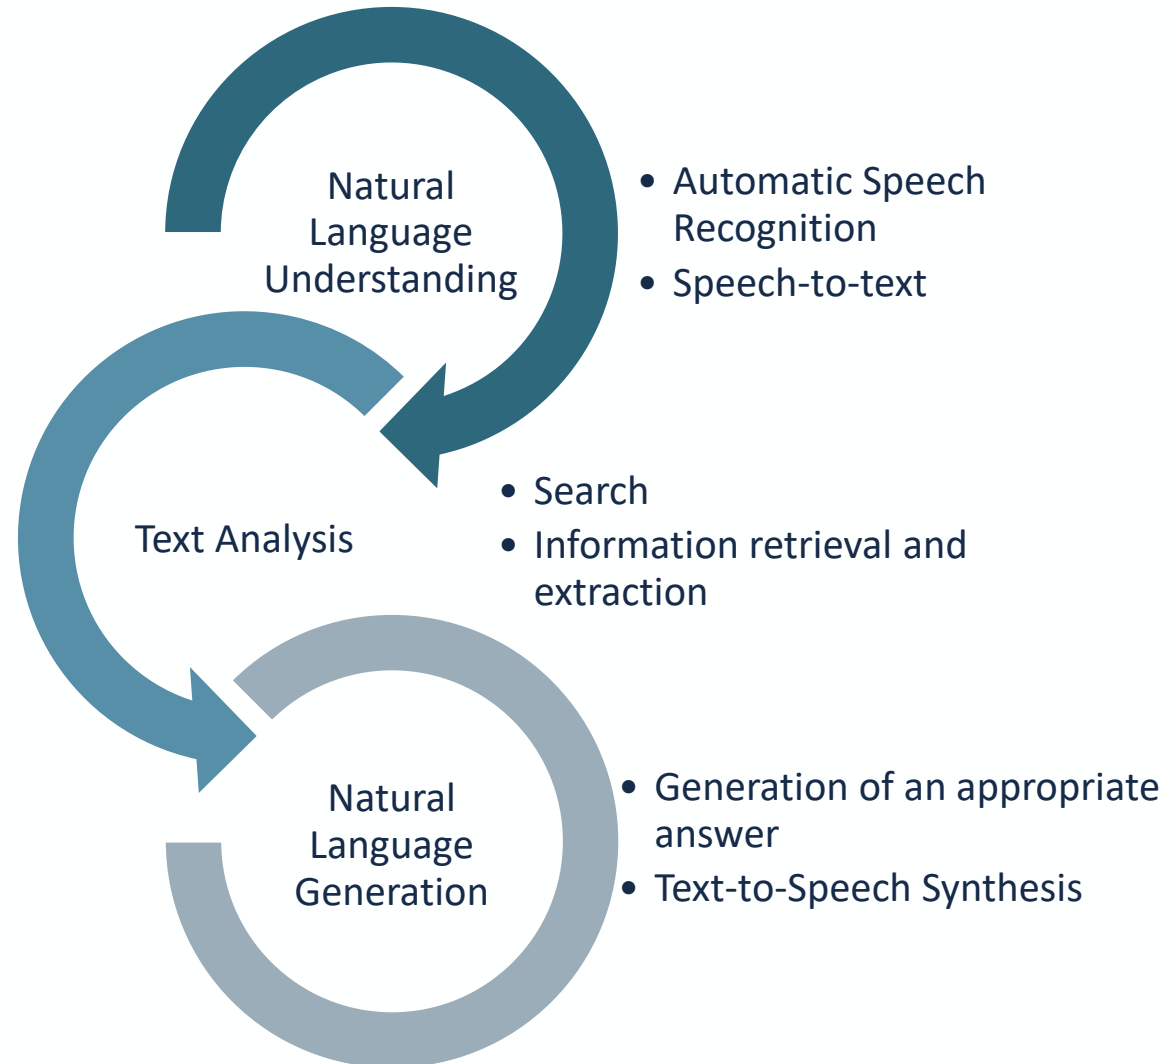 Natural
Language
Understanding
• Automatic Speech
Recognition
• Speech-to-text
Text Analysis
• Search
• Information retrieval and
extraction
Natural
Language
Generation
• Generation of an appropriate
answer
• Text-to-Speech Synthesis